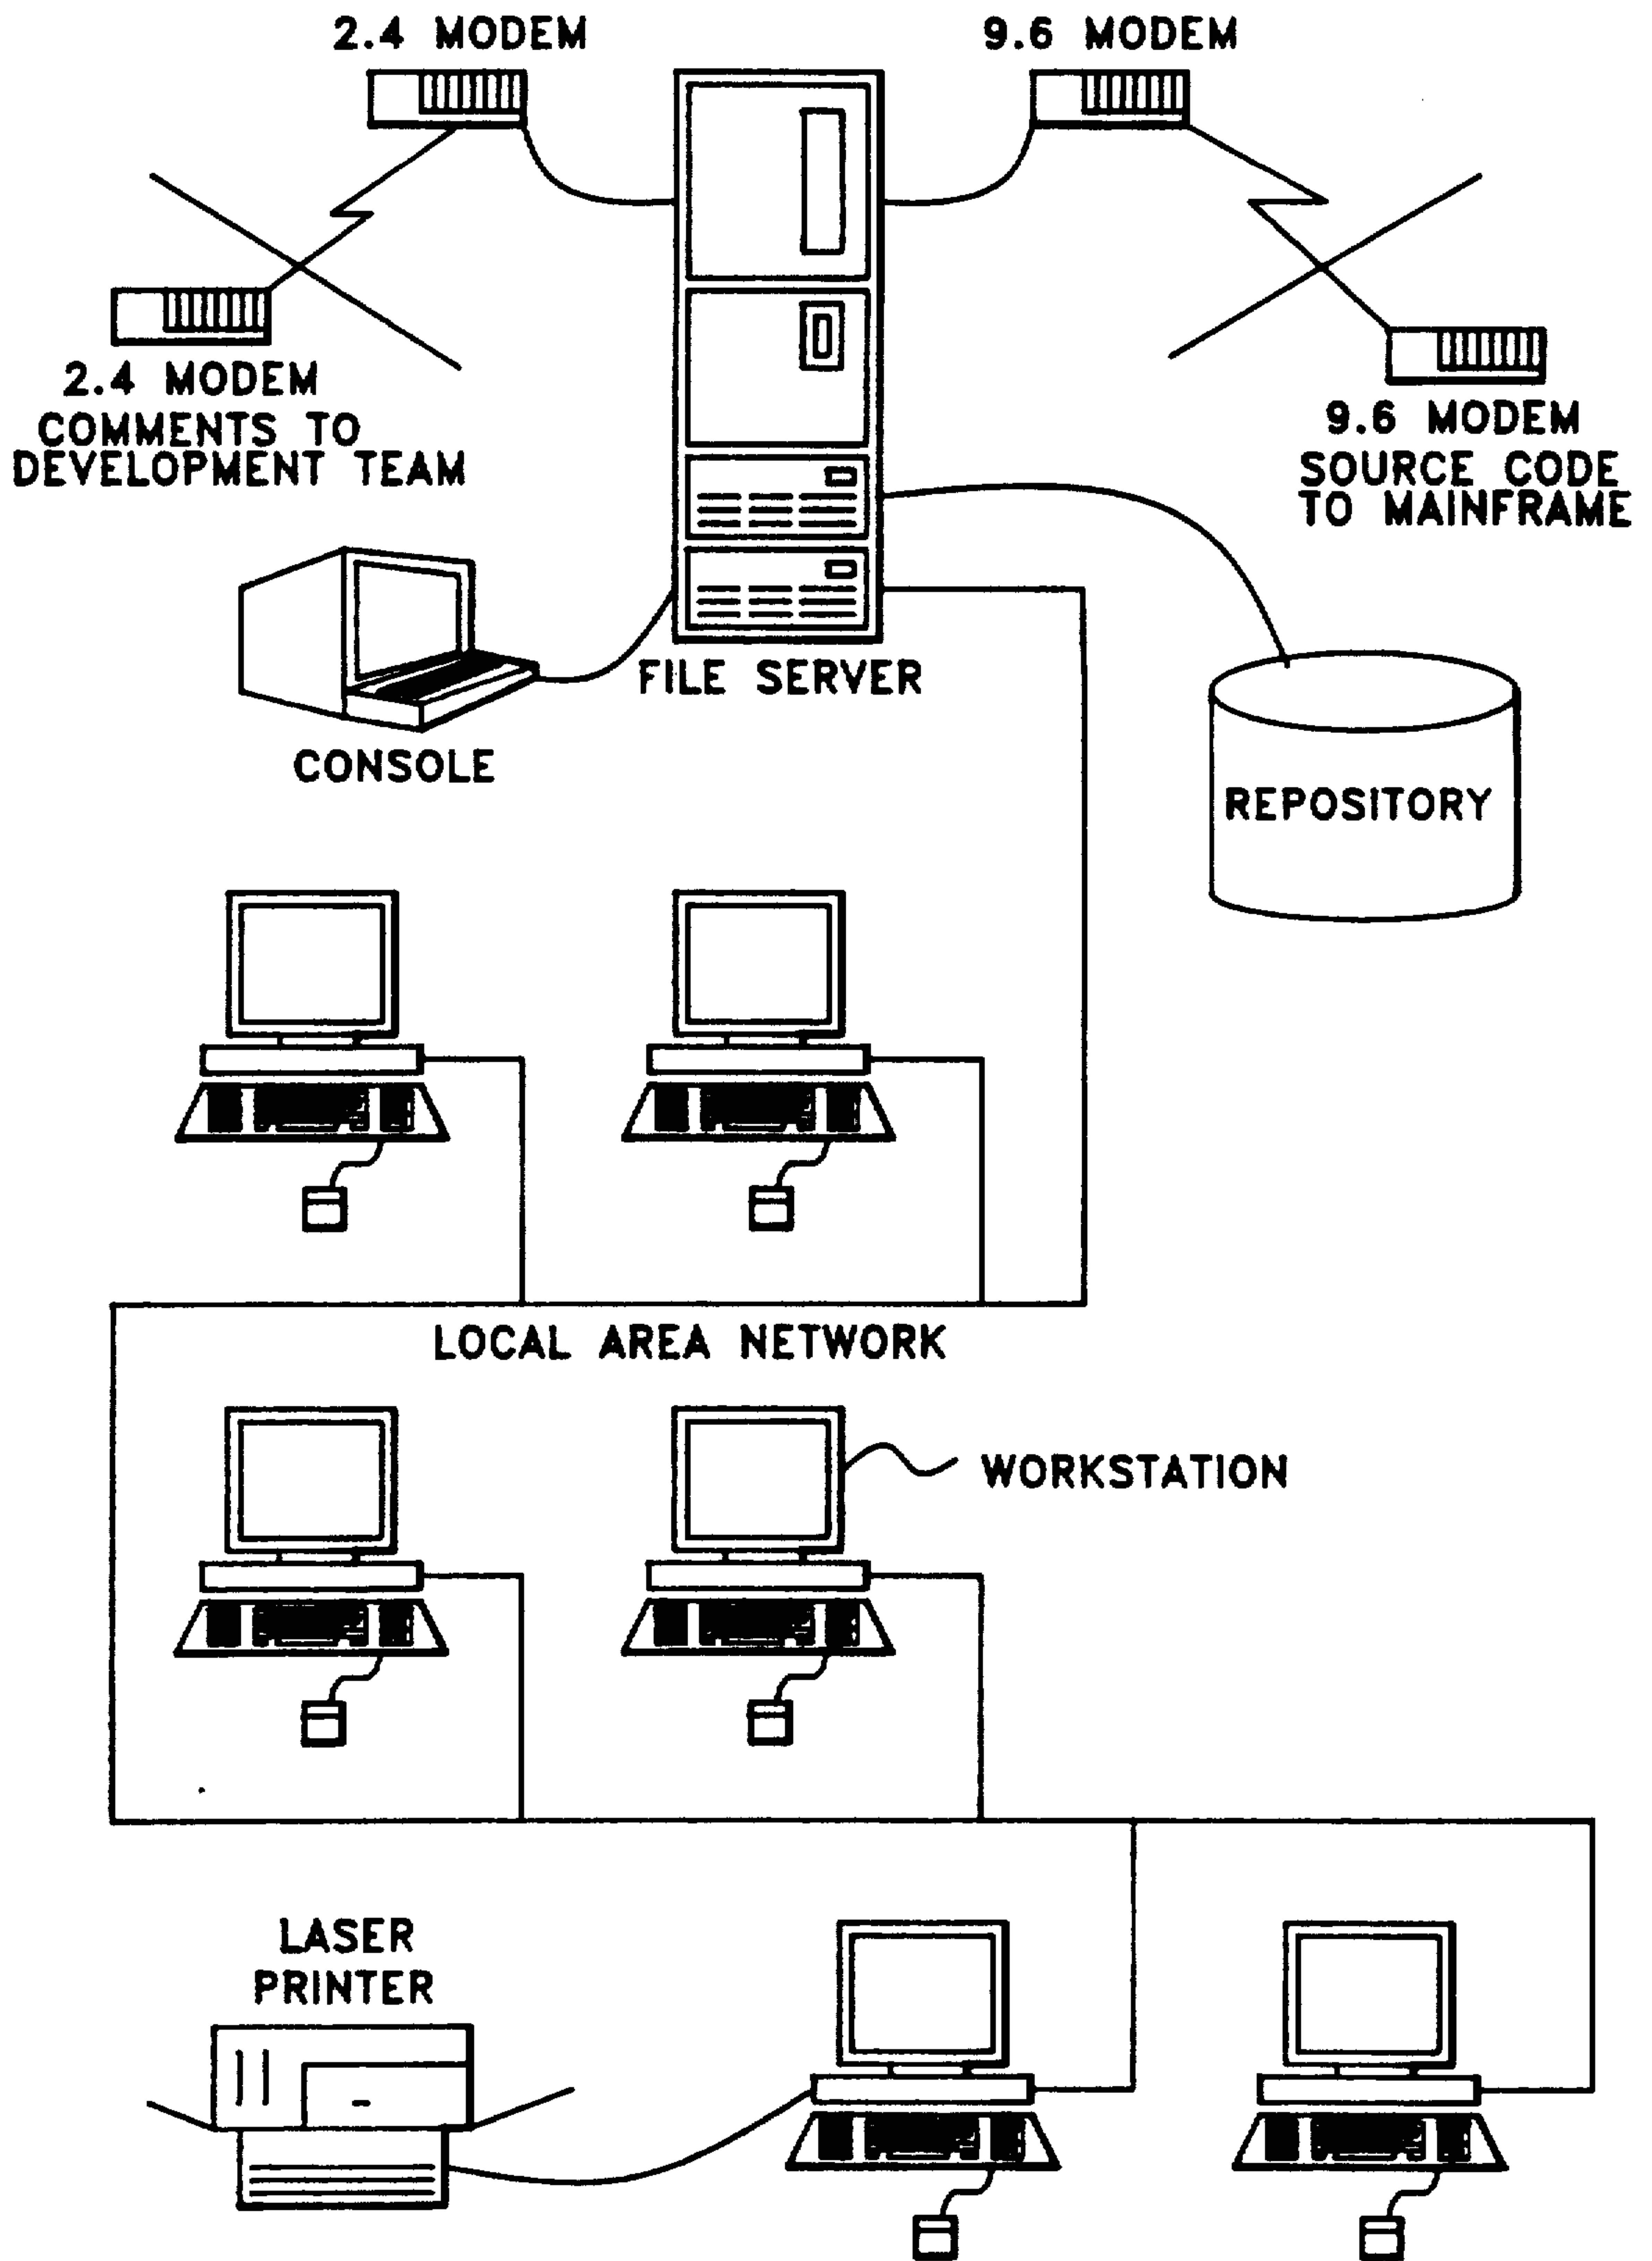 2.4 MODEM
9.6 MODEM
2.4 MODEM
COMMENTS TO
DEVELOPMENT TEAM
9.6 MODEM
SOURCE CODE
TO MAINFRAME
FILE SERVER
CONSOLE
REPOSITORY
LOCAL AREA NETWORK
WORKSTATION
LASER
PRINTER